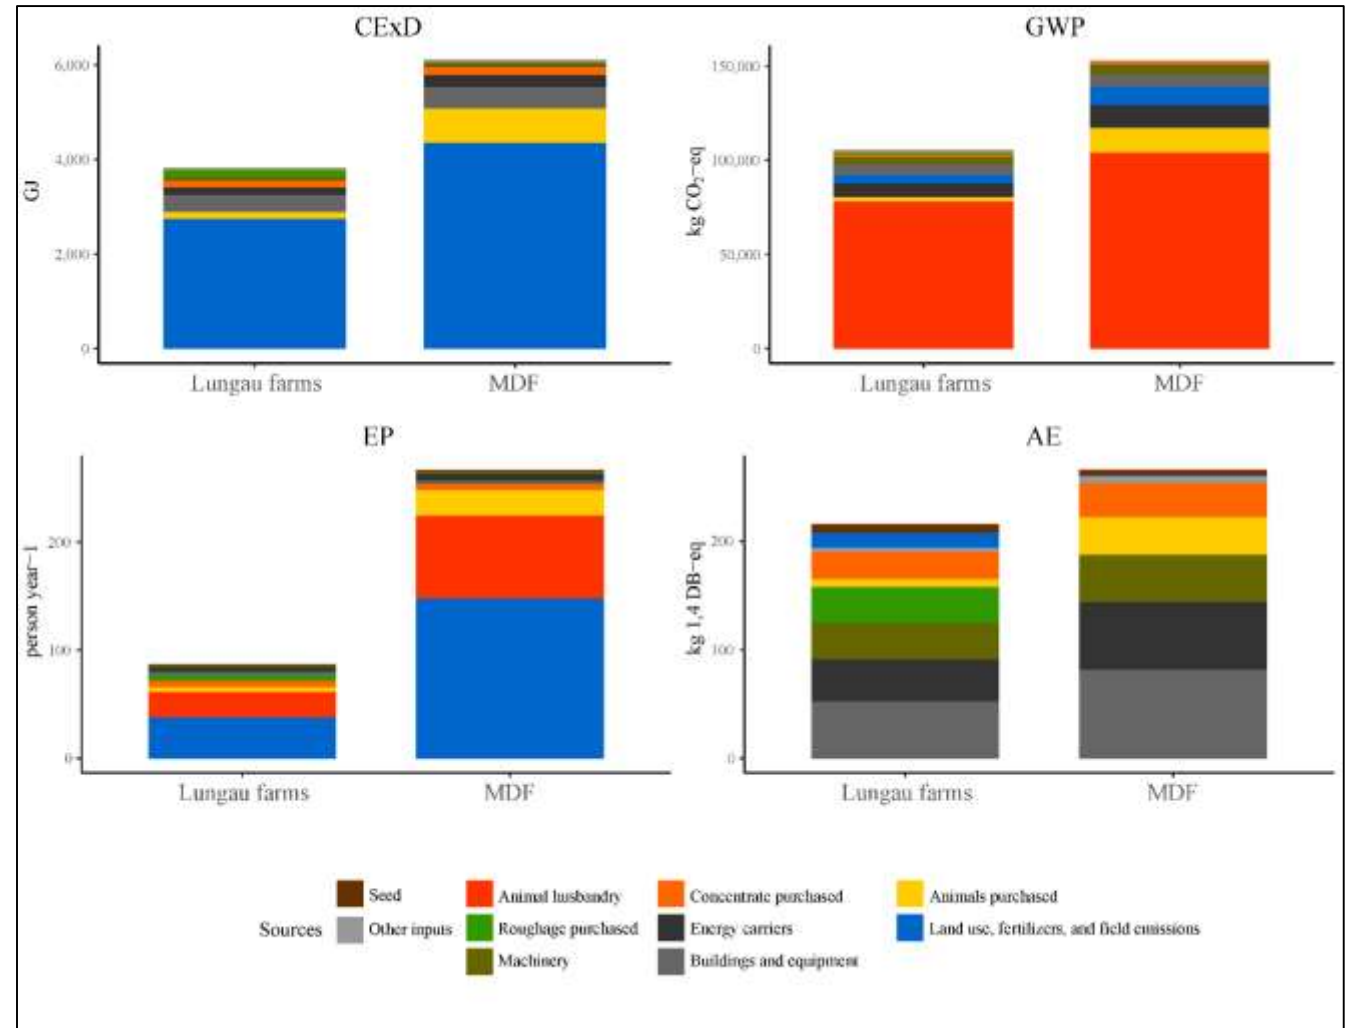 CExD
GWP
GJ
6,000
4,000
2,000
0
Lungau farms
MDF
kg CO₂−eq
150,000
100,000
50,000
0
Lungau farms
MDF
EP
AE
person year−1
200
100
0
Lungau farms
MDF
kg 1,4 DB−eq
200
100
0
Lungau farms
MDF
Sources
Seed
Animal husbandry
Concentrate purchased
Animals purchased
Other inputs
Roughage purchased
Energy carriers
Land use, fertilizers, and field emissions
Machinery
Buildings and equipment